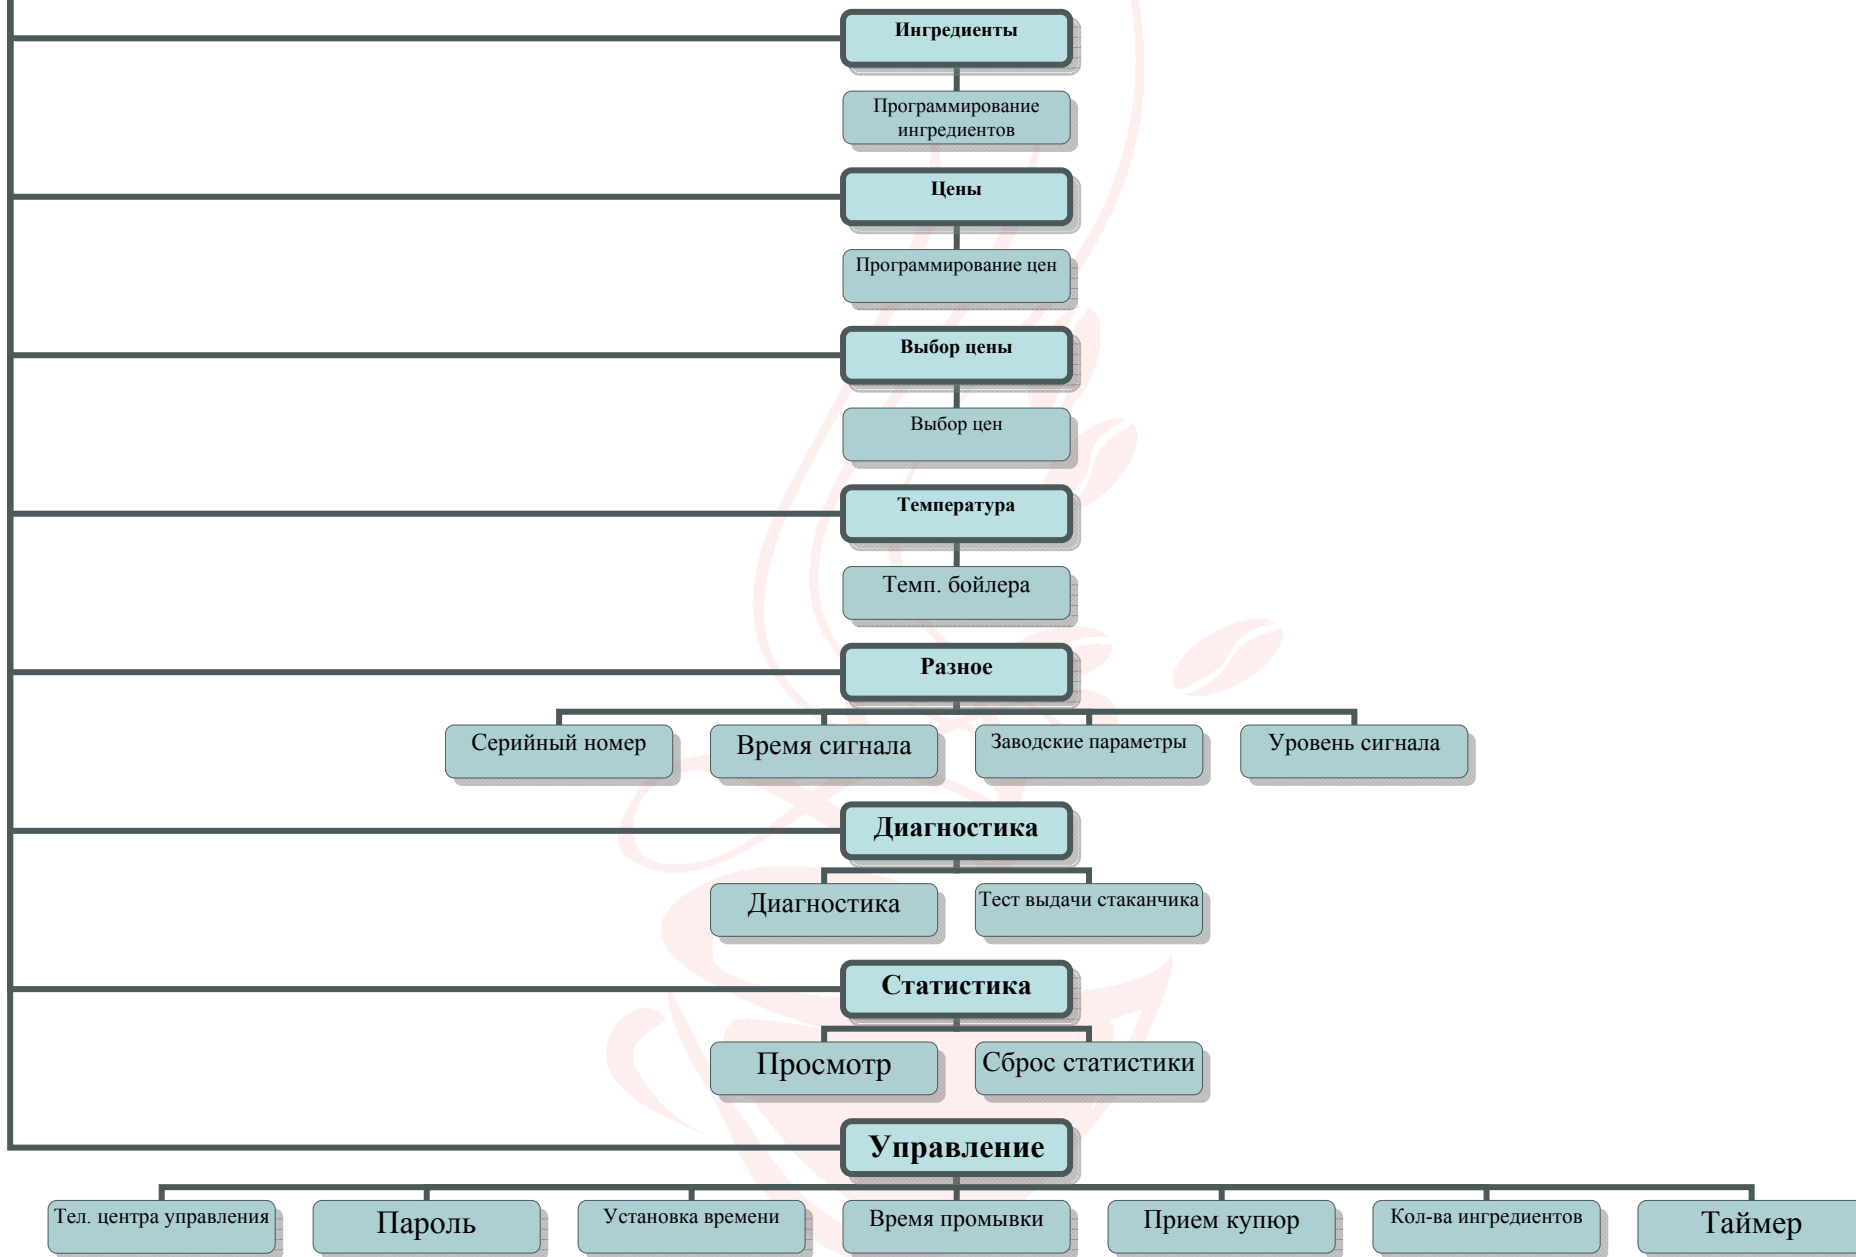 Ингредиенты
Программирование
ингредиентов
Цены
Программирование цен
Выбор цены
Выбор цен
Температура
Темп. бойлера
Разное
Серийный номер
Время сигнала
Заводские параметры
Уровень сигнала
Диагностика
Диагностика
Тест выдачи стаканчика
Статистика
Просмотр
Сброс статистики
Управление
Тел. центра управления
Пароль
Установка времени
Время промывки
Прием купюр
Кол-ва ингредиентов
Таймер